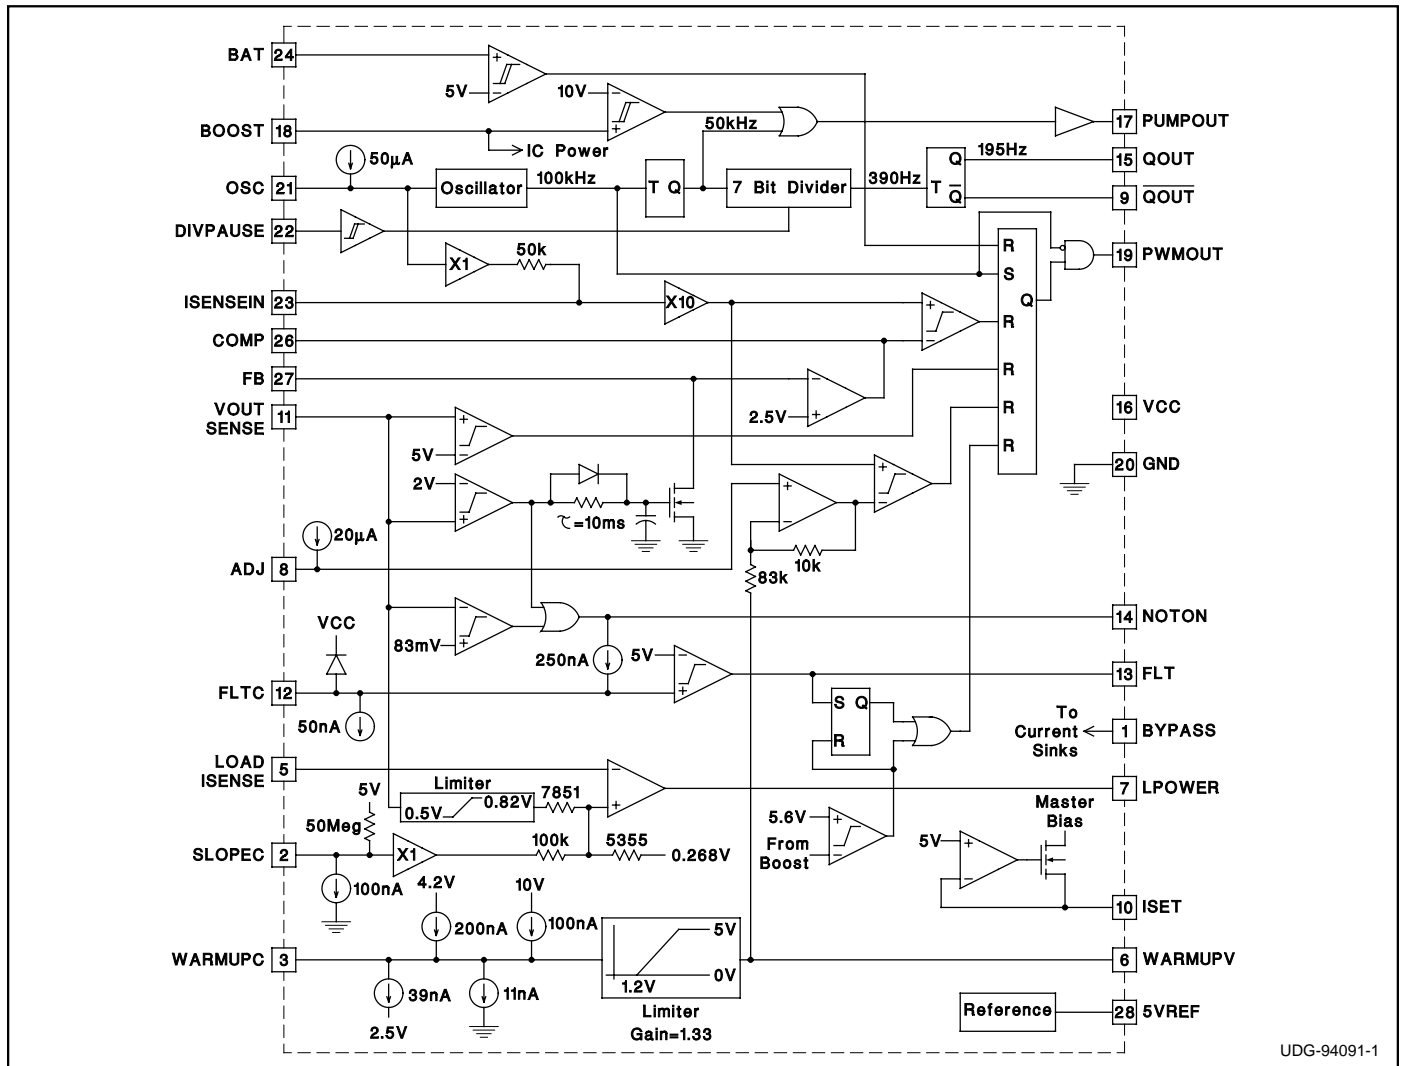 BAT 24
5V
10V
BOOST 18
IC Power
50kHz
17 PUMPOUT
50µA
OSC 21
Oscillator
100kHz
T Q
7 Bit Divider
390Hz
T Q Q̅
195Hz
15 QOUT
9 Q̅O̅U̅T̅
DIVPAUSE 22
X1
50k
R
S
Q
R
R
R
R
19 PWMOUT
ISENSEIN 23
X10
COMP 26
FB 27
2.5V
VOUT
SENSE
11
5V
2V
τ=10ms
16 VCC
20 GND
20µA
ADJ 8
10k
83k
83mV
14 NOTON
VCC
250nA
5V
FLTC 12
50nA
13 FLT
S Q
R
To
Current
Sinks
1 BYPASS
LOAD
ISENSE
5
Limiter
0.5V 0.82V
7851
7 LPOWER
5V
50Meg
5.6V
From
Boost
Master
Bias
5V
SLOPEC 2
X1
100k
5355
0.268V
100nA
10 ISET
4.2V
10V
200nA
100nA
WARMUPC 3
5V
0V
1.2V
6 WARMUPV
39nA
11nA
2.5V
Limiter
Gain=1.33
Reference
28 5VREF
UDG-94091-1